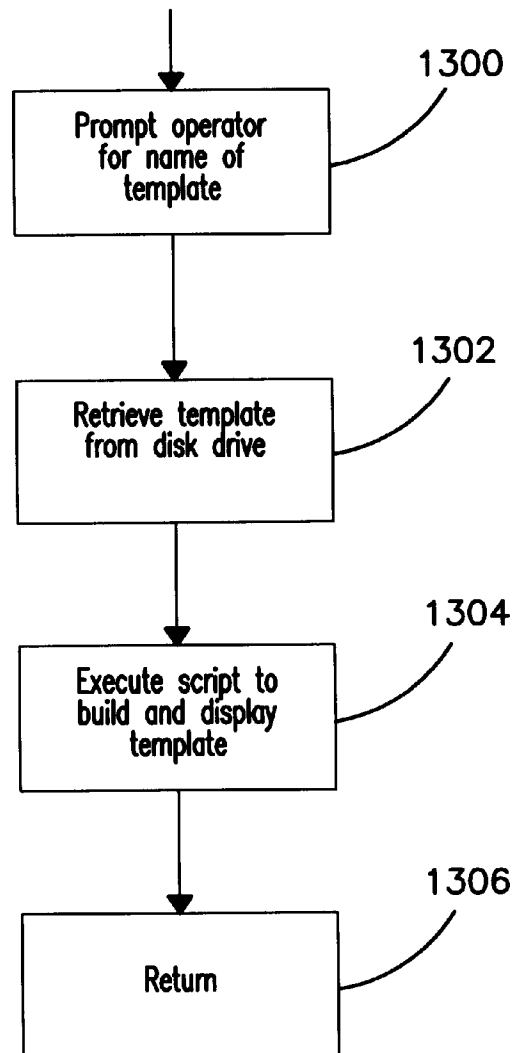 1300
Prompt operator
for name of
template
1302
Retrieve template
from disk drive
1304
Execute script to
build and display
template
1306
Return